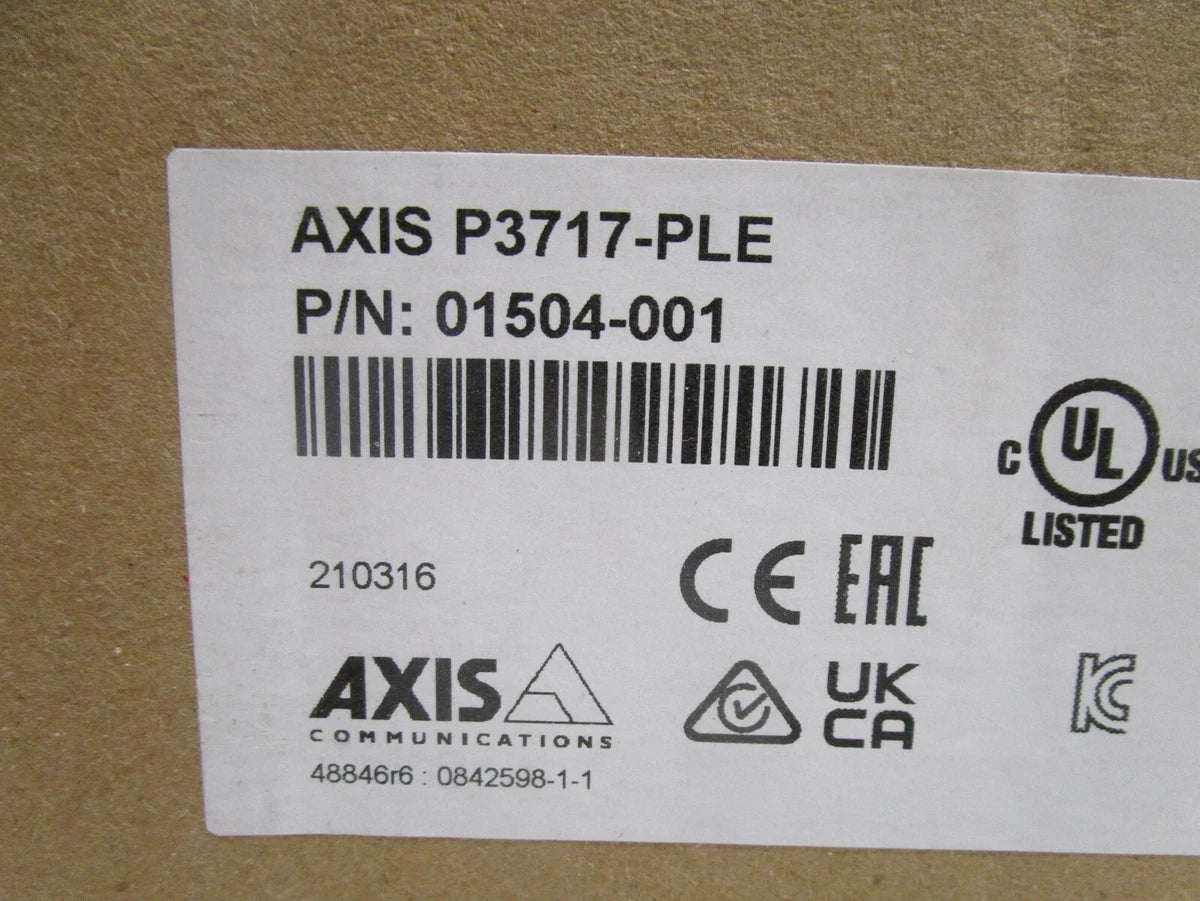 AXIS P3717-PLE
P/N: 01504-001
C UL US
LISTED
210316
CE EAC
AXIS
COMMUNICATIONS
UK
CA
KC
48846r6 : 0842598-1-1